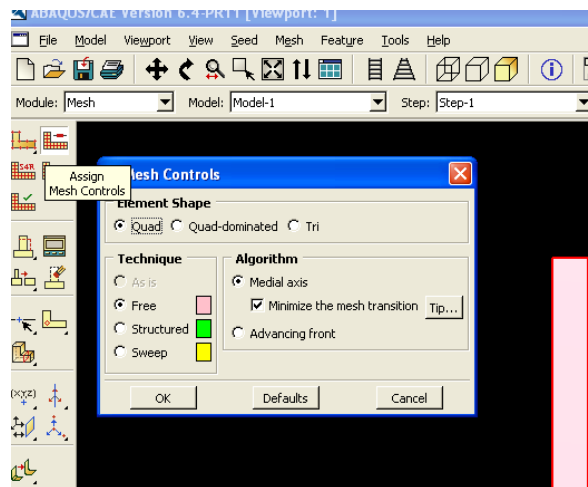 ABAQUS/CAE Version 6.4-PR11 [Viewport: 1]
File Model Viewport View Seed Mesh Feature Tools Help
Module: Mesh Model: Model-1 Step: Step-1
S4R
Assign
Mesh Controls
Mesh Controls
Element Shape
Quad Quad-dominated Tri
Technique
As is
Free
Structured
Sweep
Algorithm
Medial axis
Minimize the mesh transition Tip...
Advancing front
OK Defaults Cancel
(XYZ)